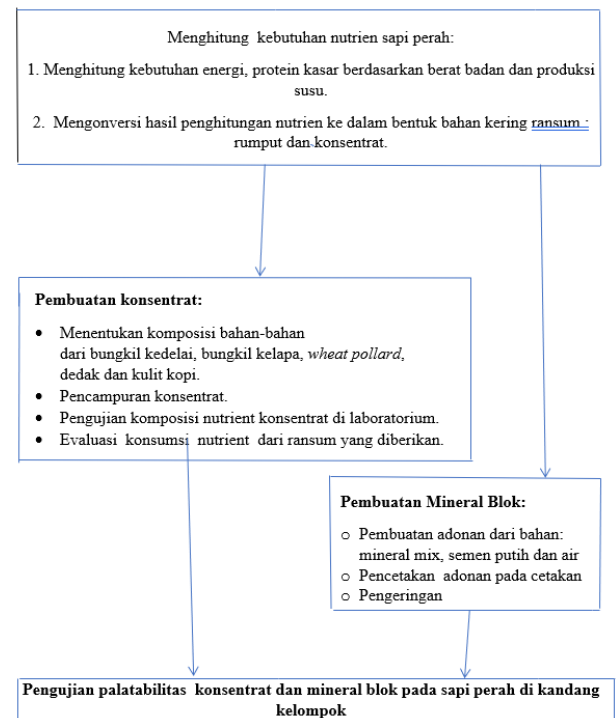 Menghitung kebutuhan nutrien sapi perah:
1. Menghitung kebutuhan energi, protein kasar berdasarkan berat badan dan produksi
susu.
2. Mengonversi hasil penghitungan nutrien ke dalam bentuk bahan kering ransum :
rumput dan konsentrat.
Pembuatan konsentrat:
• Menentukan komposisi bahan-bahan
dari bungkil kedelai, bungkil kelapa, wheat pollard,
dedak dan kulit kopi.
• Pencampuran konsentrat.
• Pengujian komposisi nutrient konsentrat di laboratorium.
• Evaluasi konsumsi nutrient dari ransum yang diberikan.
Pembuatan Mineral Blok:
o Pembuatan adonan dari bahan:
mineral mix, semen putih dan air
o Pencetakan adonan pada cetakan
o Pengeringan
Pengujian palatabilitas konsentrat dan mineral blok pada sapi perah di kandang
kelompok